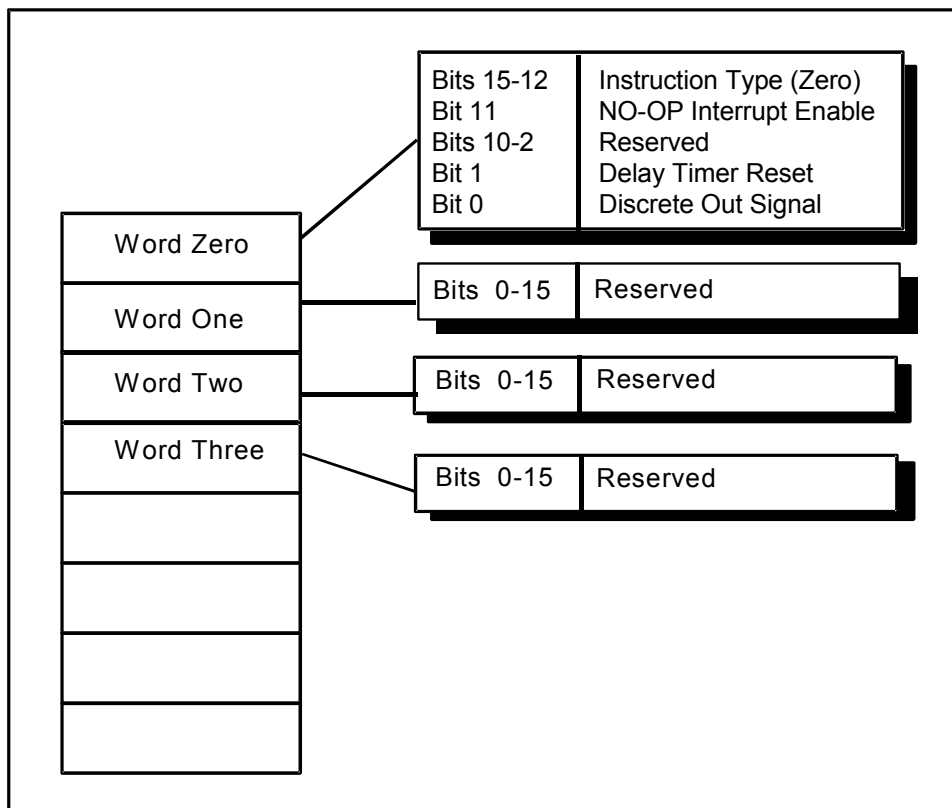 Bits 15-12 Instruction Type (Zero)
Bit 11 NO-OP Interrupt Enable
Bits 10-2 Reserved
Bit 1 Delay Timer Reset
Bit 0 Discrete Out Signal
Word Zero
Bits 0-15 Reserved
Word One
Bits 0-15 Reserved
Word Two
Word Three
Bits 0-15 Reserved